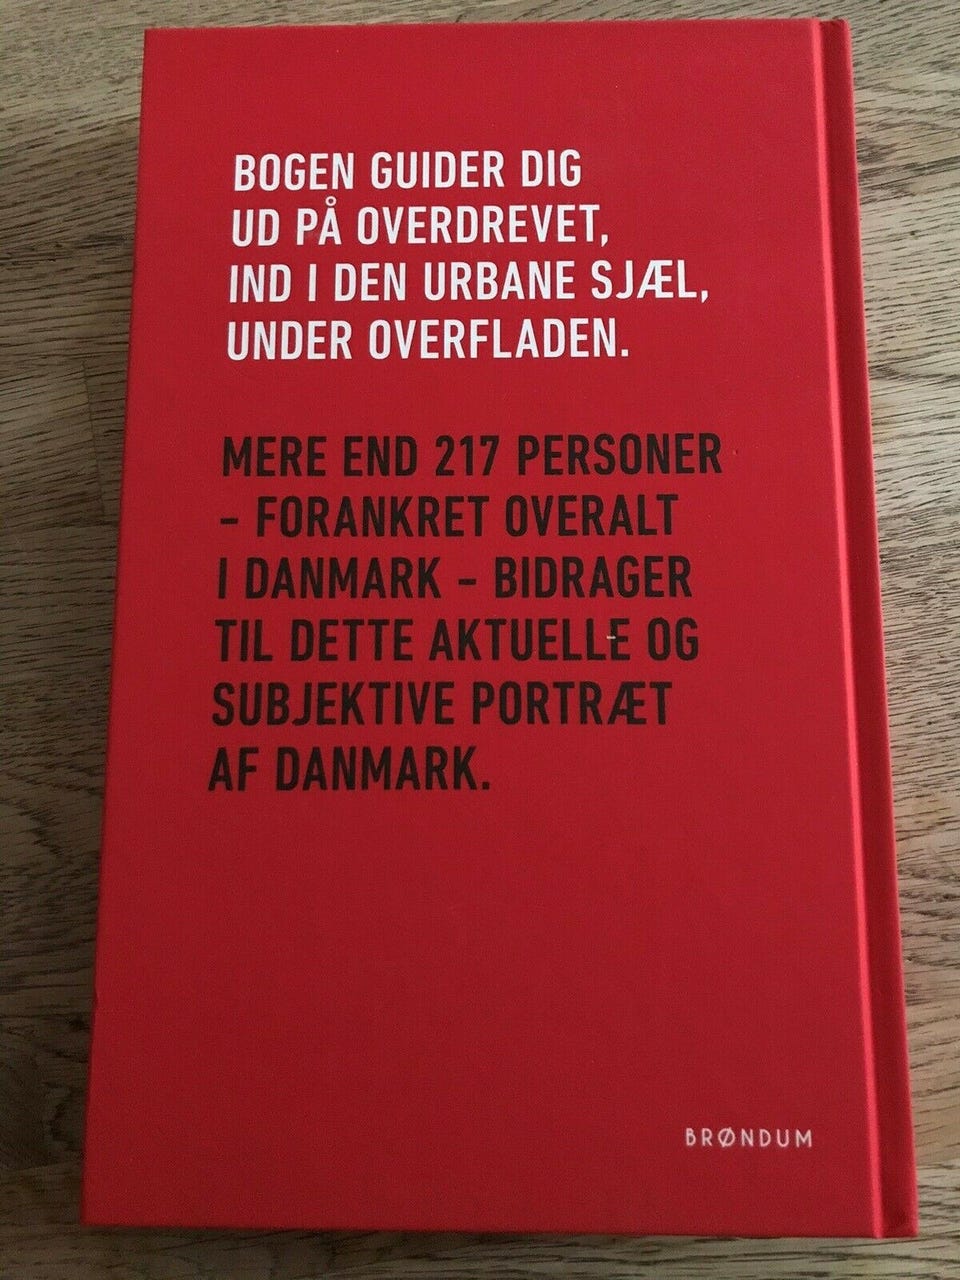 BOGEN GUIDER DIG
UD PÅ OVERDREVET,
IND I DEN URBANE SJÆL,
UNDER OVERFLADEN.
MERE END 217 PERSONER
– FORANKRET OVERALT
I DANMARK – BIDRAGER
TIL DETTE AKTUELLE OG
SUBJEKTIVE PORTRÆT
AF DANMARK.
BRØNDUM